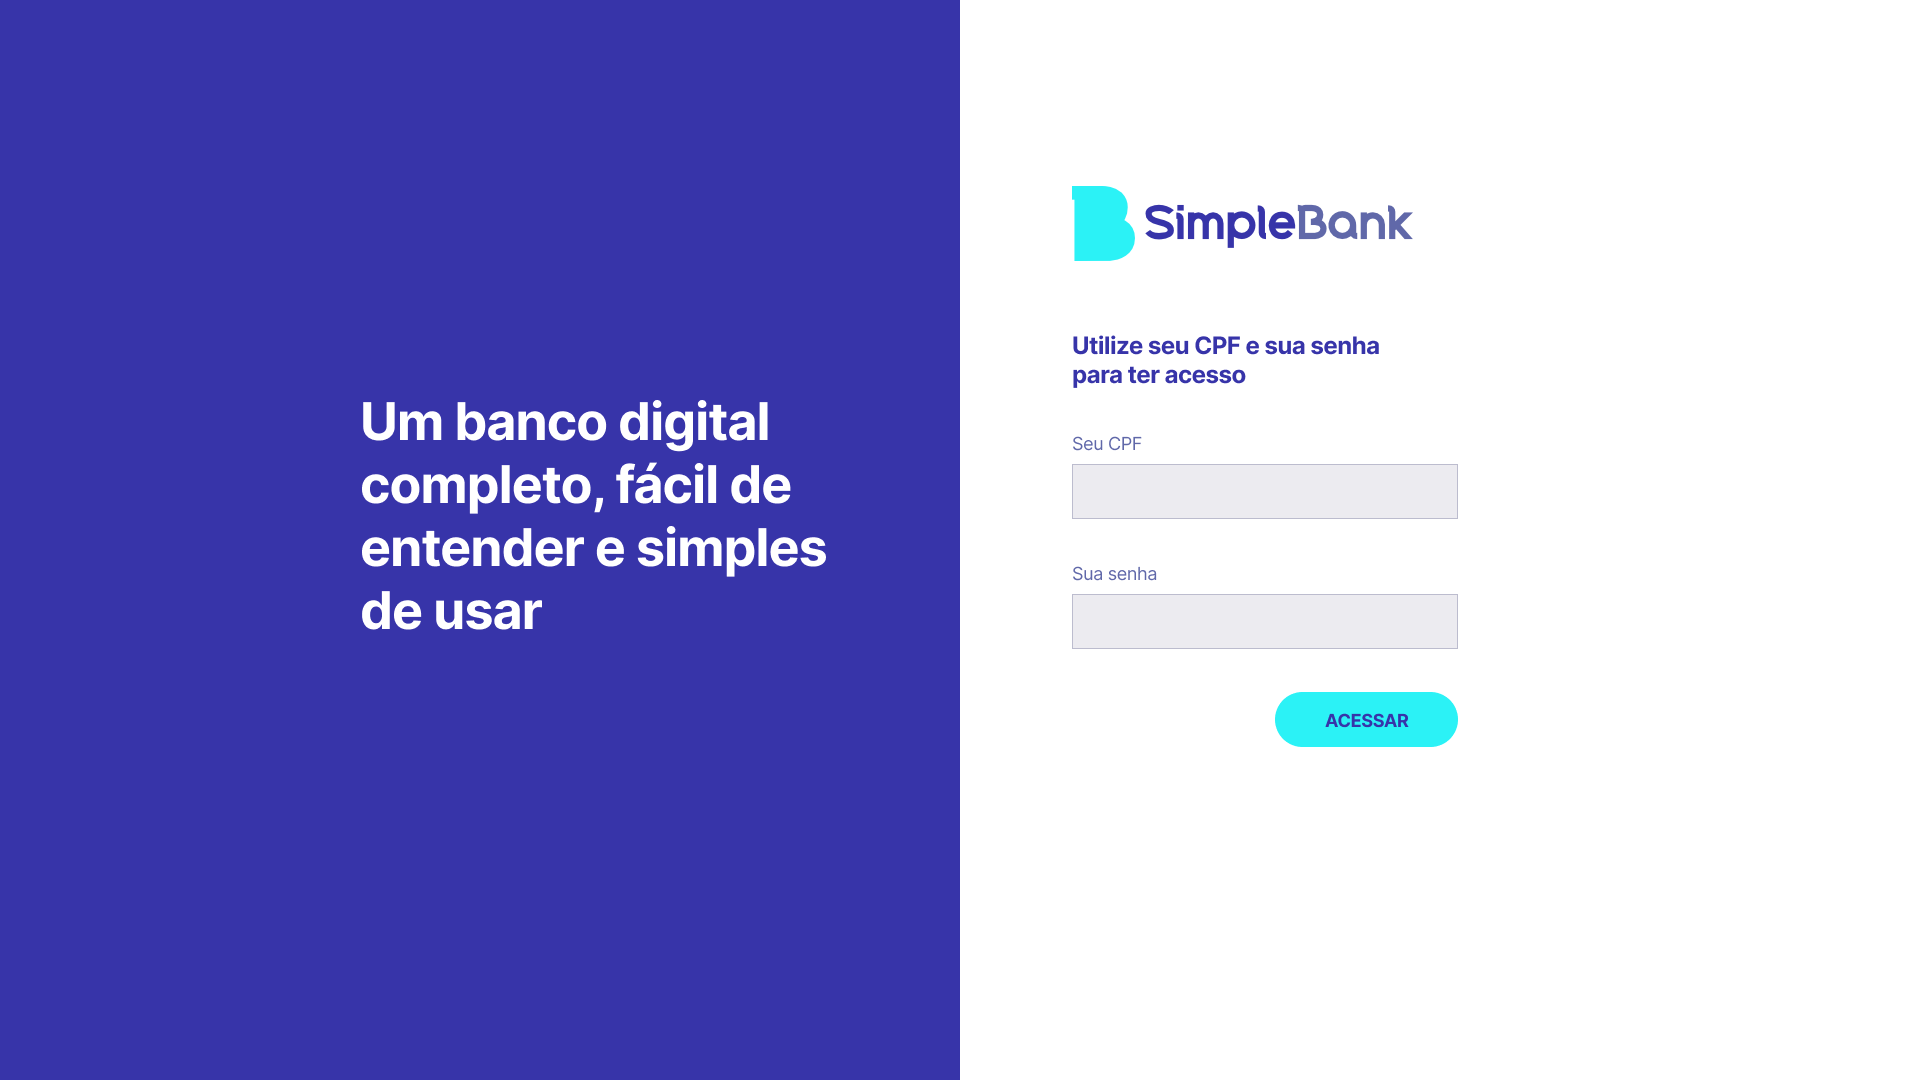 Um banco digital
completo, fácil de
entender e simples
de usar
SimpleBank
Utilize seu CPF e sua senha
para ter acesso
Seu CPF
Sua senha
ACESSAR